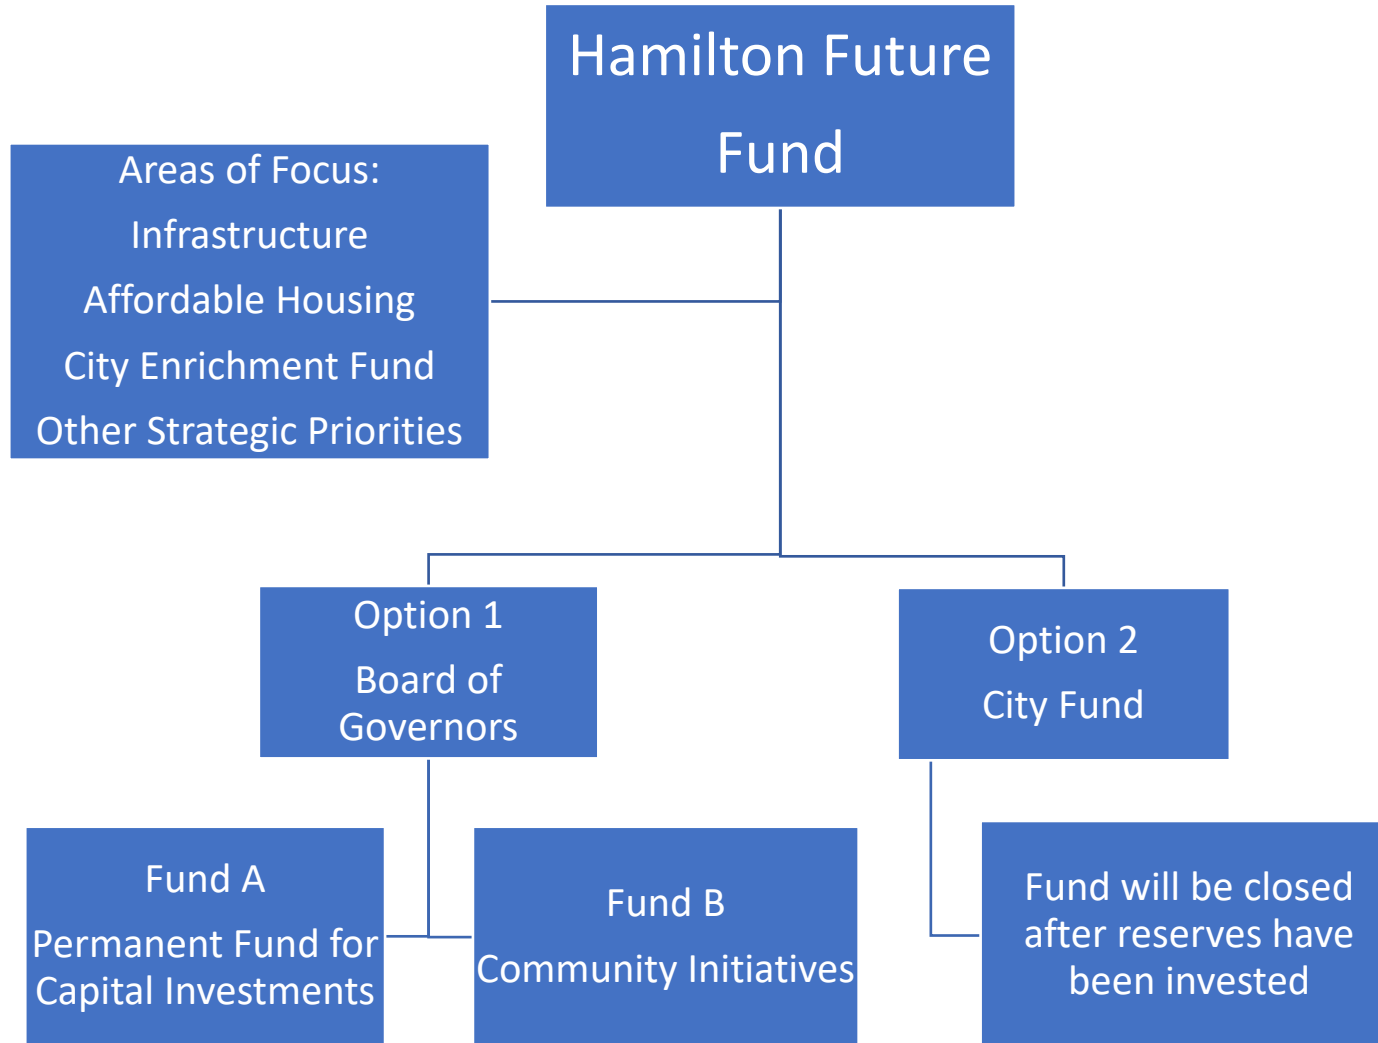 Hamilton Future
Fund
Areas of Focus:
Infrastructure
Affordable Housing
City Enrichment Fund
Other Strategic Priorities
Option 1
Board of
Governors
Option 2
City Fund
Fund A
Permanent Fund for
Capital Investments
Fund B
Community Initiatives
Fund will be closed
after reserves have
been invested